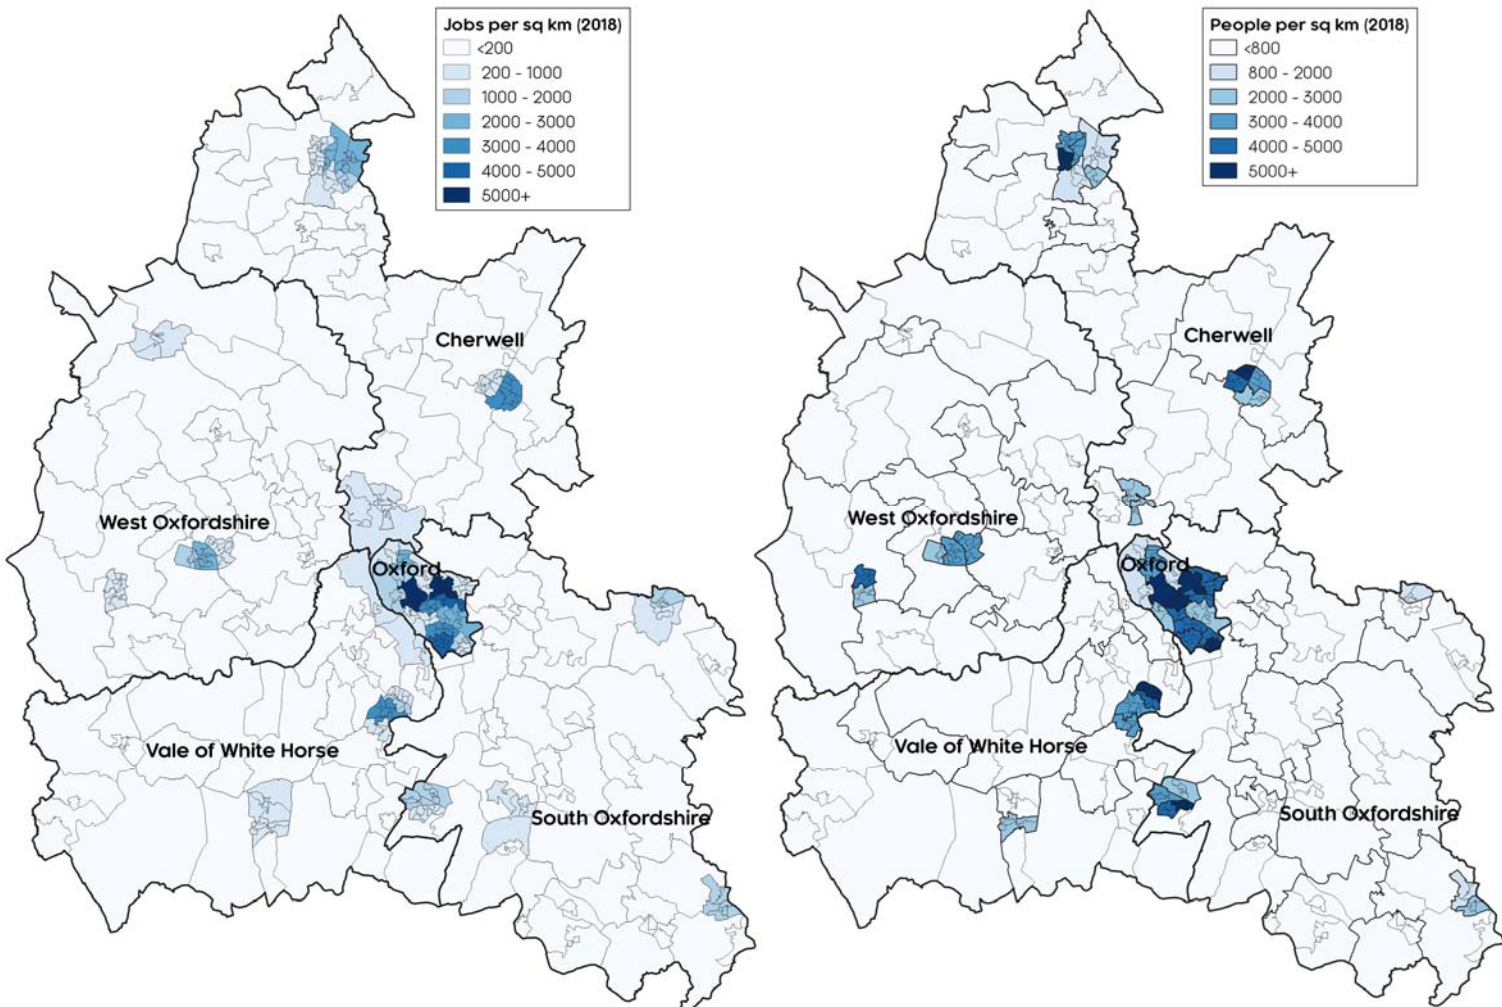 Jobs per sq km (2018)
<200
200 - 1000
1000 - 2000
2000 - 3000
3000 - 4000
4000 - 5000
5000+
Cherwell
West Oxfordshire
Oxford
Vale of White Horse
South Oxfordshire
People per sq km (2018)
<800
800 - 2000
2000 - 3000
3000 - 4000
4000 - 5000
5000+
Cherwell
West Oxfordshire
Oxford
Vale of White Horse
South Oxfordshire